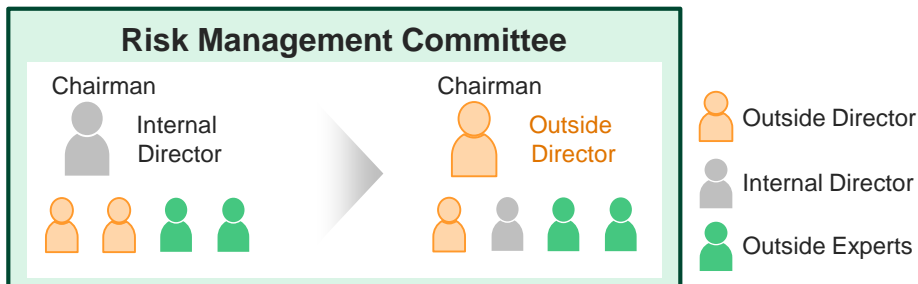 Risk Management Committee
Chairman
Internal
Director
Chairman
Outside
Director
Outside Director
Internal Director
Outside Experts